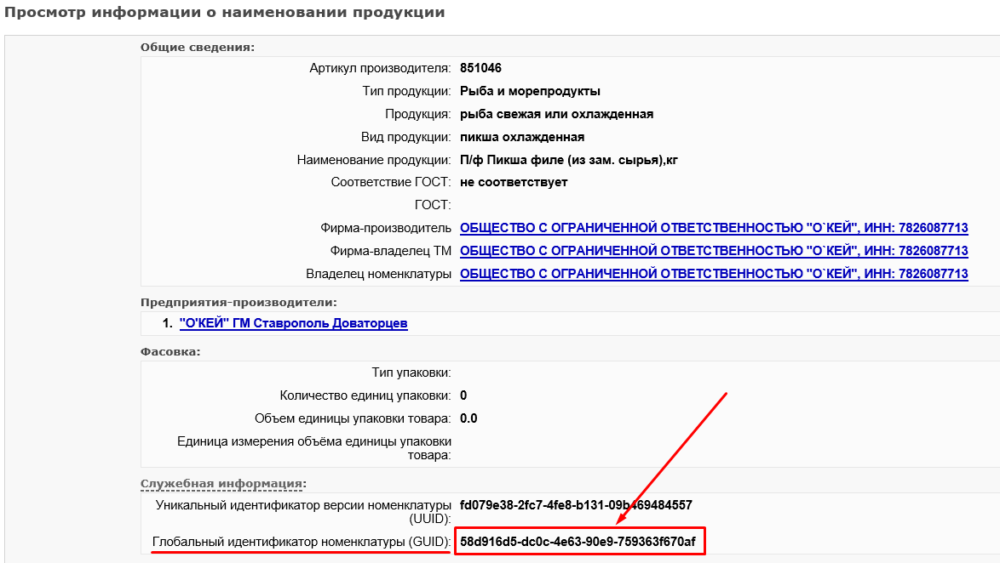 Просмотр информации о наименовании продукции
Общие сведения:
Артикул производителя: 851046
Тип продукции: Рыба и морепродукты
Продукция: рыба свежая или охлажденная
Вид продукции: пикша охлажденная
Наименование продукции: П/ф Пикша филе (из зам. сырья),кг
Соответствие ГОСТ: не соответствует
ГОСТ:
Фирма-производитель ОБЩЕСТВО С ОГРАНИЧЕННОЙ ОТВЕТСТВЕННОСТЬЮ "О`КЕЙ", ИНН: 7826087713
Фирма-владелец ТМ ОБЩЕСТВО С ОГРАНИЧЕННОЙ ОТВЕТСТВЕННОСТЬЮ "О`КЕЙ", ИНН: 7826087713
Владелец номенклатуры ОБЩЕСТВО С ОГРАНИЧЕННОЙ ОТВЕТСТВЕННОСТЬЮ "О`КЕЙ", ИНН: 7826087713
Предприятия-производители:
1. "О'КЕЙ" ГМ Ставрополь Доваторцев
Фасовка:
Тип упаковки:
Количество единиц упаковки: 0
Объем единицы упаковки товара: 0.0
Единица измерения объёма единицы упаковки
товара:
Служебная информация:
Уникальный идентификатор версии номенклатуры fd079e38-2fc7-4fe8-b131-09b469484557
(UUID):
Глобальный идентификатор номенклатуры (GUID): 58d916d5-dc0c-4e63-90e9-759363f670af